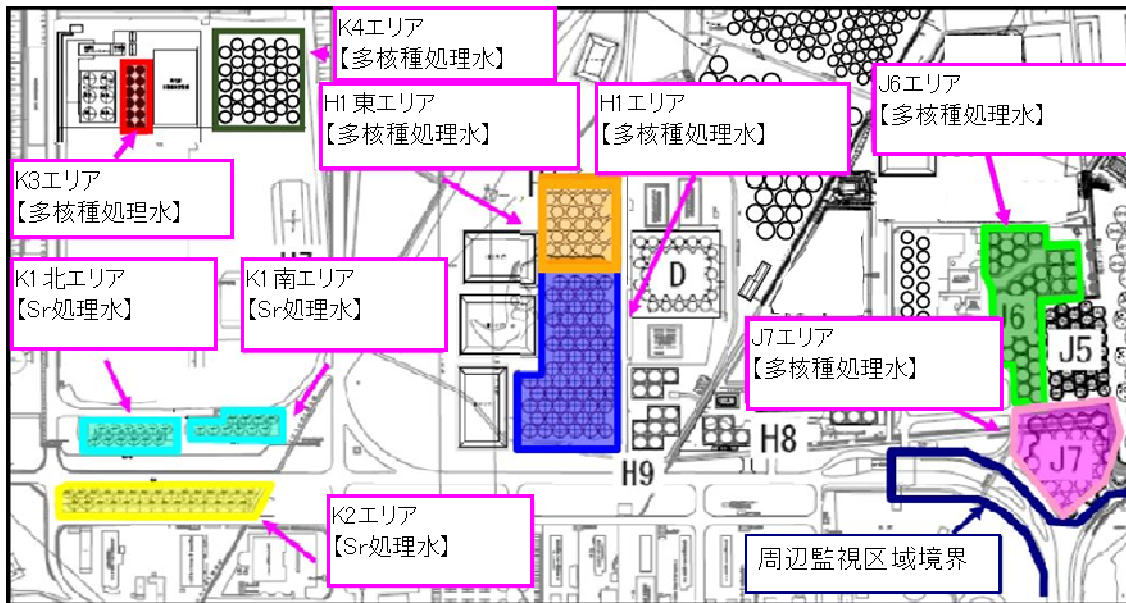 K4エリア
【多核種処理水】
H1東エリア
【多核種処理水】
H1エリア
【多核種処理水】
J6エリア
【多核種処理水】
K3エリア
【多核種処理水】
K1北エリア
【Sr処理水】
K1南エリア
【Sr処理水】
D
J6
J5
J7エリア
【多核種処理水】
H8
J7
H9
K2エリア
【Sr処理水】
周辺監視区域境界